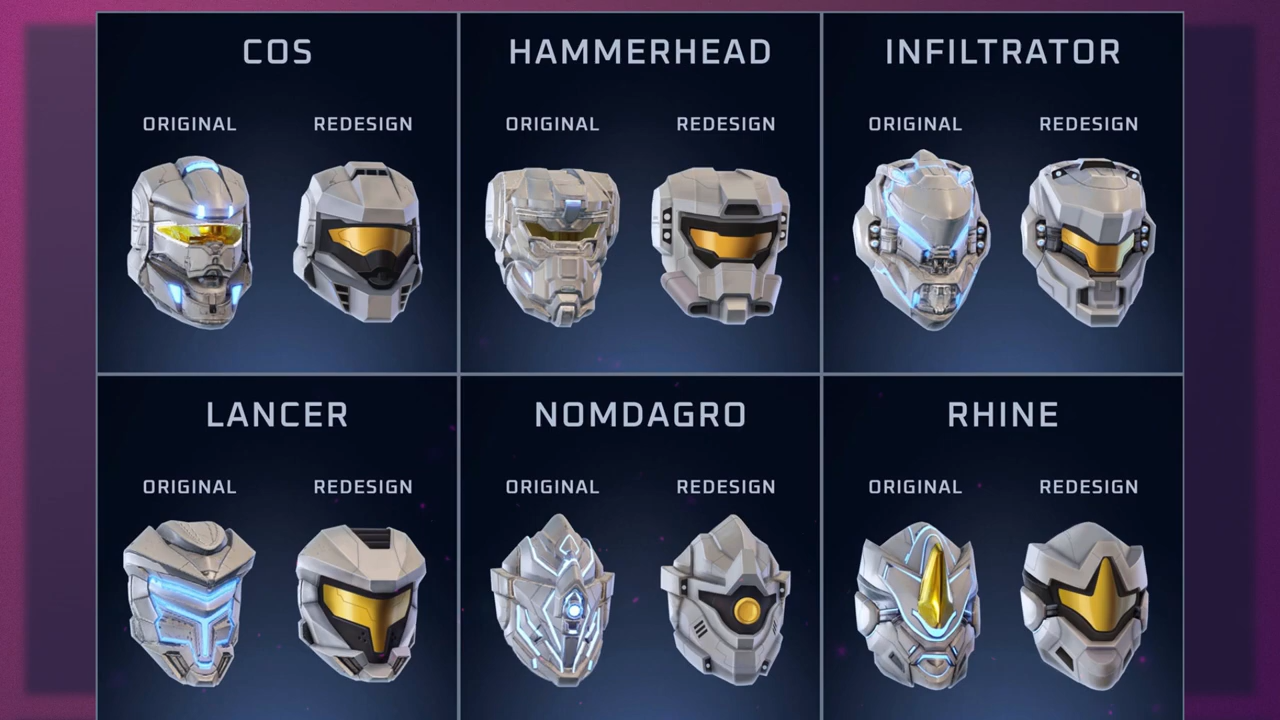 COS
HAMMERHEAD
INFILTRATOR
ORIGINAL
REDESIGN
ORIGINAL
REDESIGN
ORIGINAL
REDESIGN
LANCER
NOMDAGRO
RHINE
ORIGINAL
REDESIGN
ORIGINAL
REDESIGN
ORIGINAL
REDESIGN